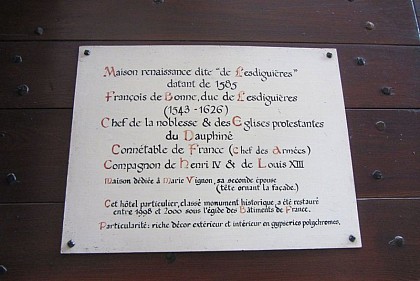 Maison renaissance dite "de Lesdiguières"
datant de 1585
François de Bonne, duc de Lesdiguières
(1543-1626)
Chef de la noblesse & des Eglises protestantes
du Dauphiné
Connétable de France (Chef des Armées)
Compagnon de Henri IV & de Louis XIII
Maison dédiée à Marie Vignon, sa seconde épouse
(tête ornant la façade.)
Cet hôtel particulier, classé monument historique, a été restauré
entre 1998 et 2000 sous l'égide des Bâtiments de France.
Particularité: riche décor extérieur et intérieur en gypseries polychromes.